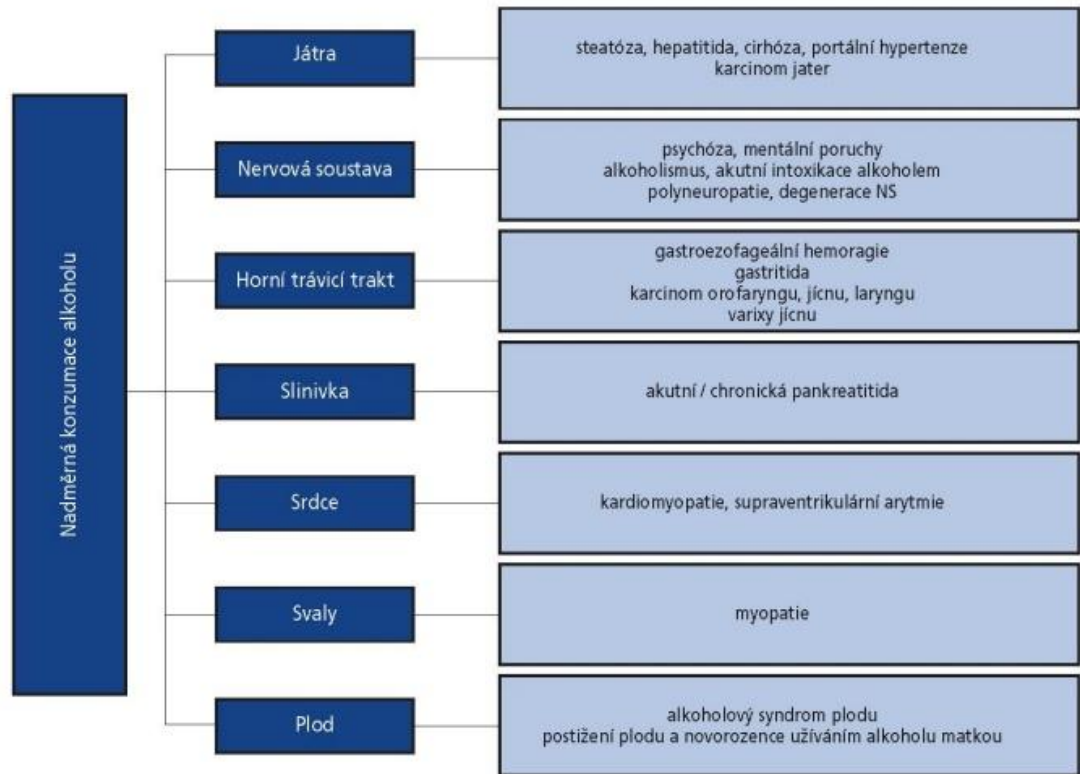 Nadměrná konzumace alkoholu
Játra
steatóza, hepatitida, cirhóza, portální hypertenze
karcinom jater
Nervová soustava
psychóza, mentální poruchy
alkoholismus, akutní intoxikace alkoholem
polyneuropatie, degenerace NS
Horní trávicí trakt
gastroezofageální hemoragie
gastritida
karcinom orofaryngu, jícnu, laryngu
varixy jícnu
Slinivka
akutní / chronická pankreatitida
Srdce
kardiomyopatie, supraventrikulární arytmie
Svaly
myopatie
Plod
alkoholový syndrom plodu
postižení plodu a novorozence užíváním alkoholu matkou